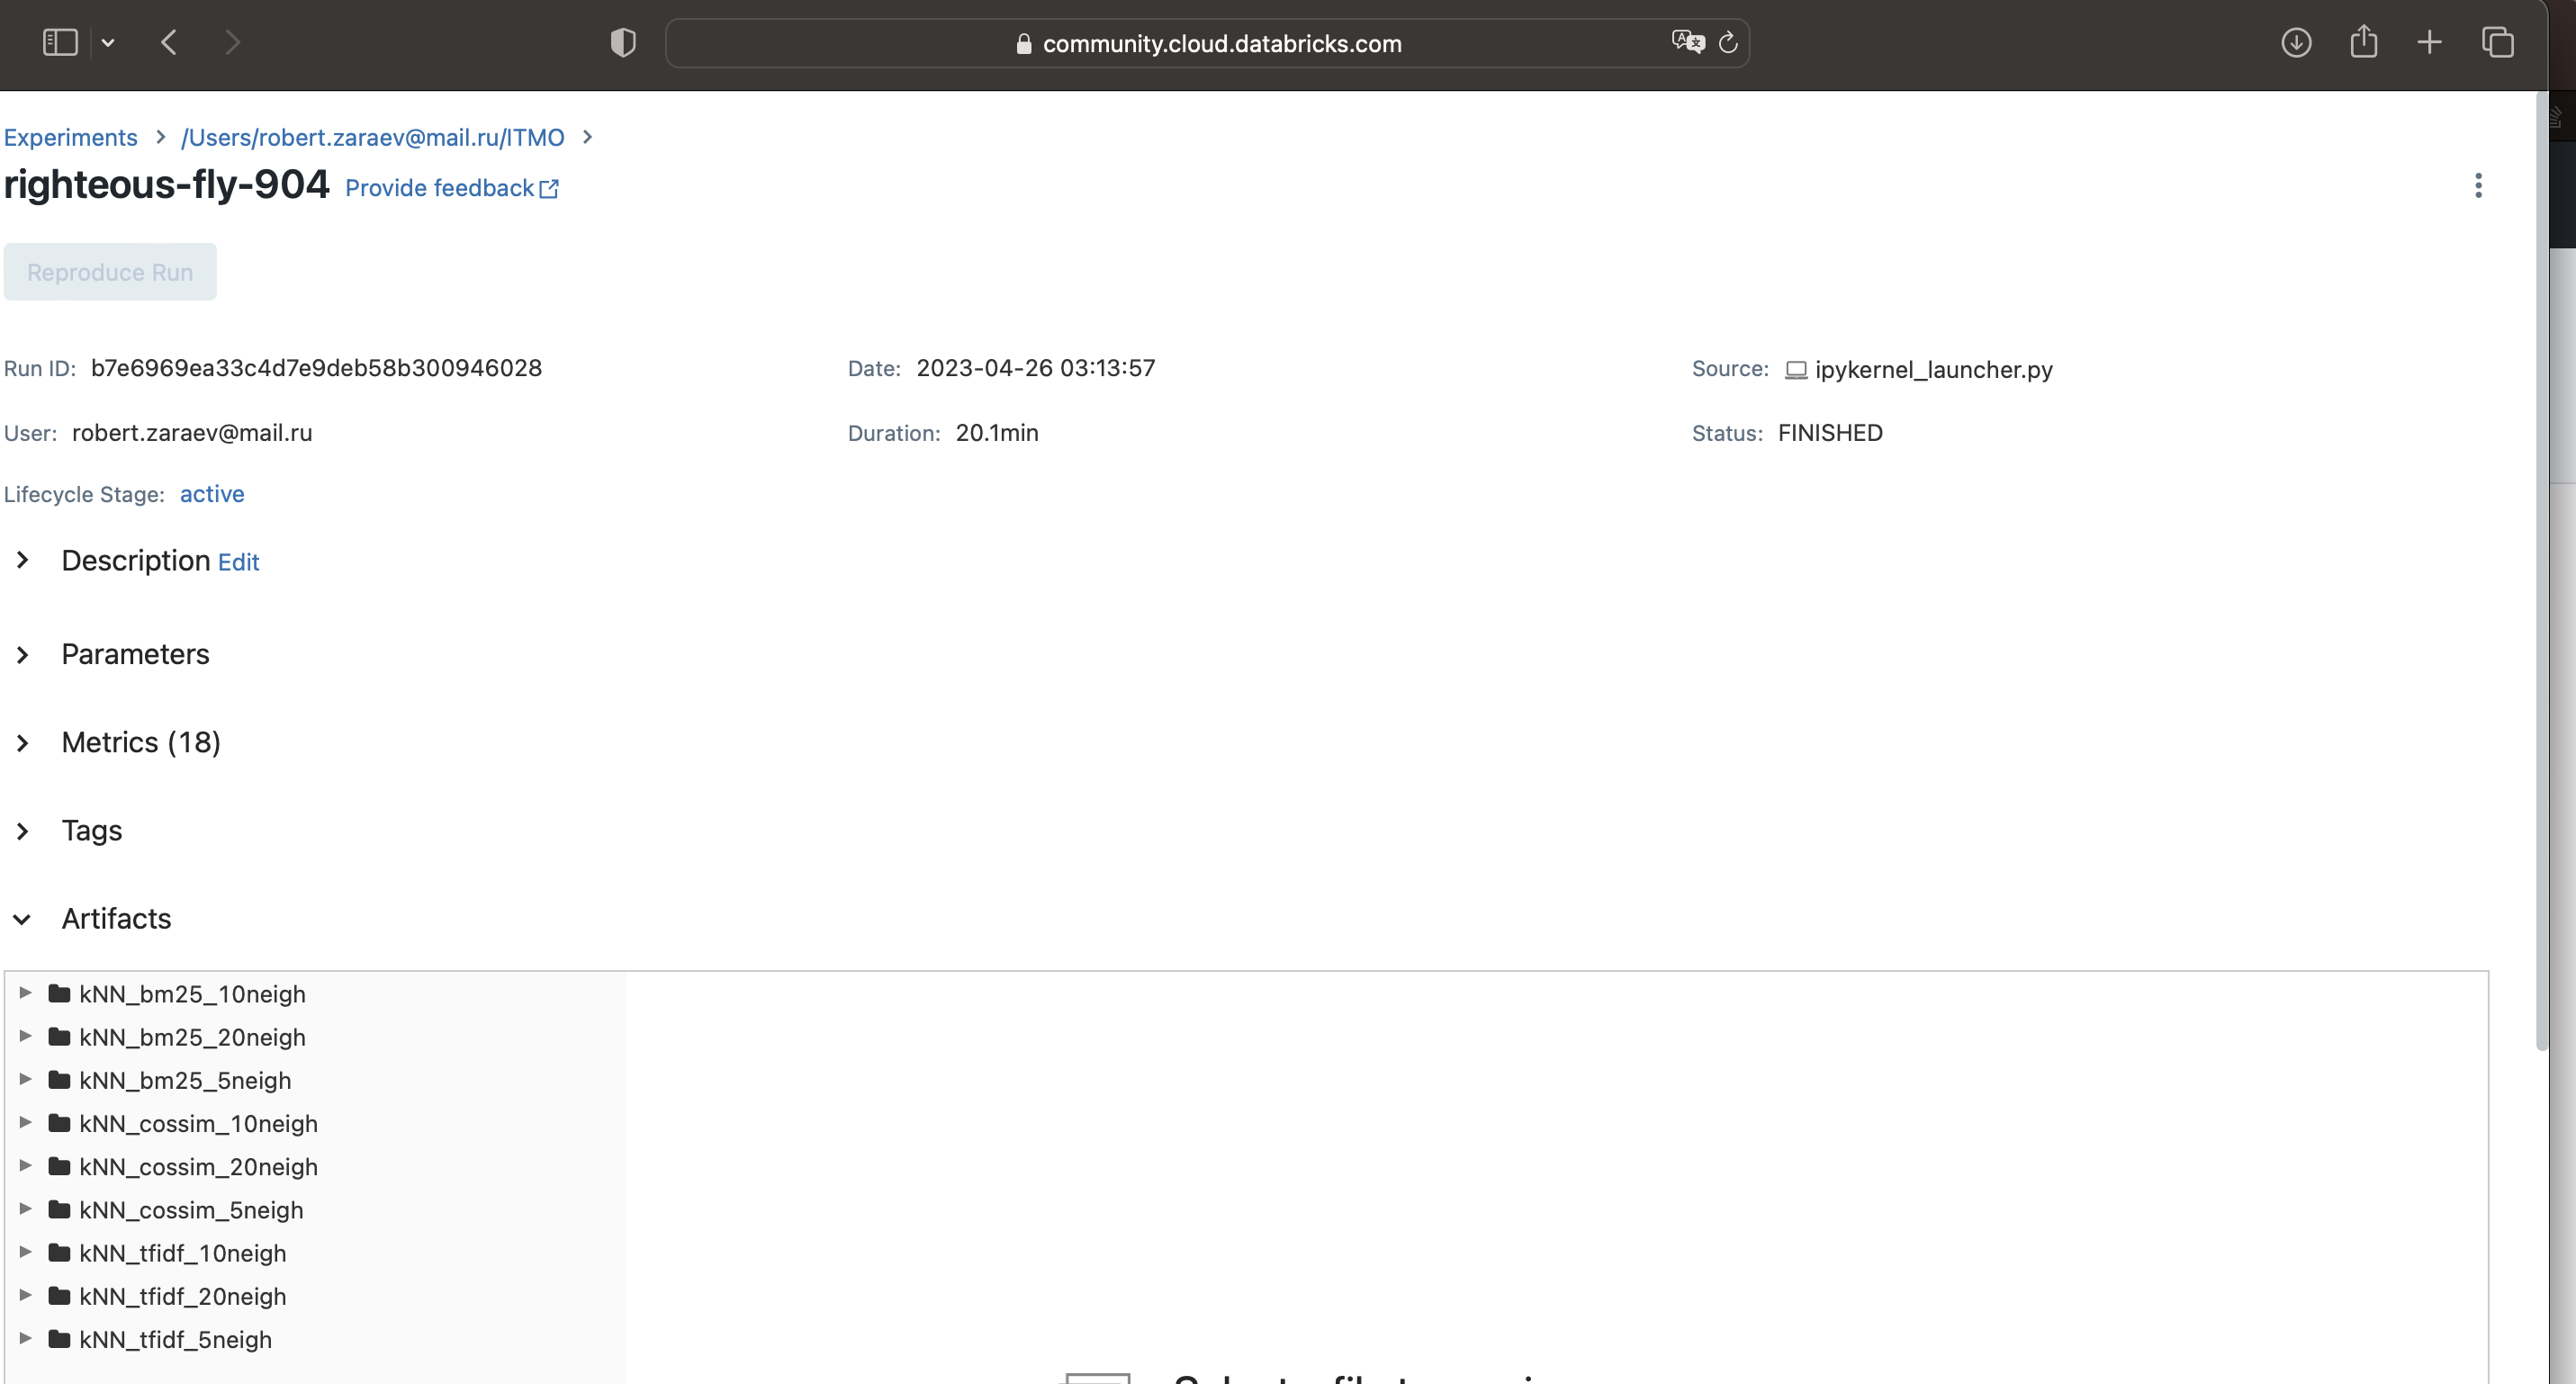 community.cloud.databricks.com
Experiments > /Users/robert.zaraev@mail.ru/ITMO >
righteous-fly-904 Provide feedback
Reproduce Run
Run ID: b7e6969ea33c4d7e9deb58b300946028 Date: 2023-04-26 03:13:57 Source: ipykernel_launcher.py
User: robert.zaraev@mail.ru Duration: 20.1min Status: FINISHED
Lifecycle Stage: active
Description Edit
Parameters
Metrics (18)
Tags
Artifacts
kNN_bm25_10neigh
kNN_bm25_20neigh
kNN_bm25_5neigh
kNN_cossim_10neigh
kNN_cossim_20neigh
kNN_cossim_5neigh
kNN_tfidf_10neigh
kNN_tfidf_20neigh
kNN_tfidf_5neigh